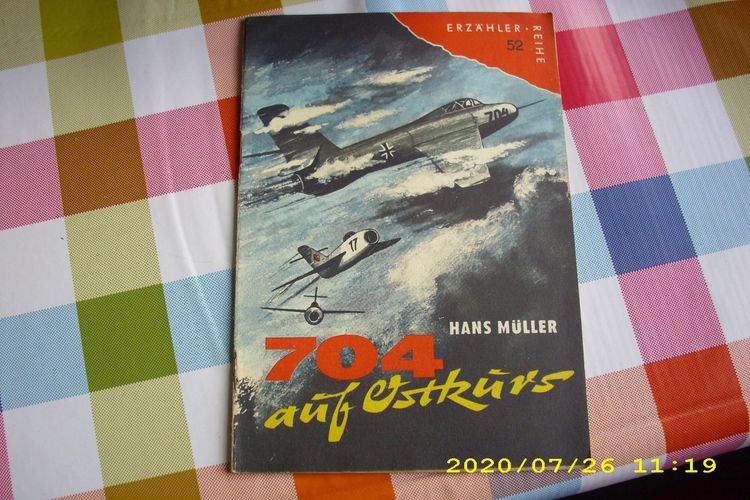 ERZÄHLER · REIHE
52
704
17
HANS MÜLLER
704
auf Ostkurs
2020/07/26 11:19